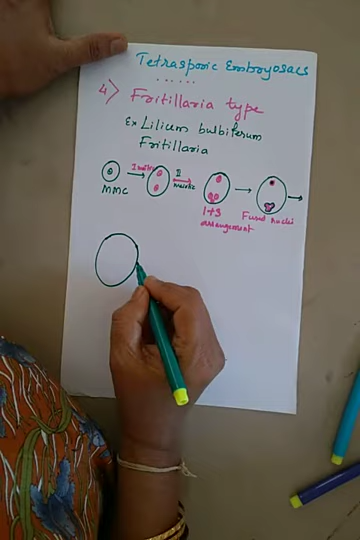 Tetrasporic Embryosacs
4) Fritillaria type
Ex Lilium bulbiferum
Fritillaria
I meiotic II
meiotic
MMC
1+3
arrangement
Fused nuclei